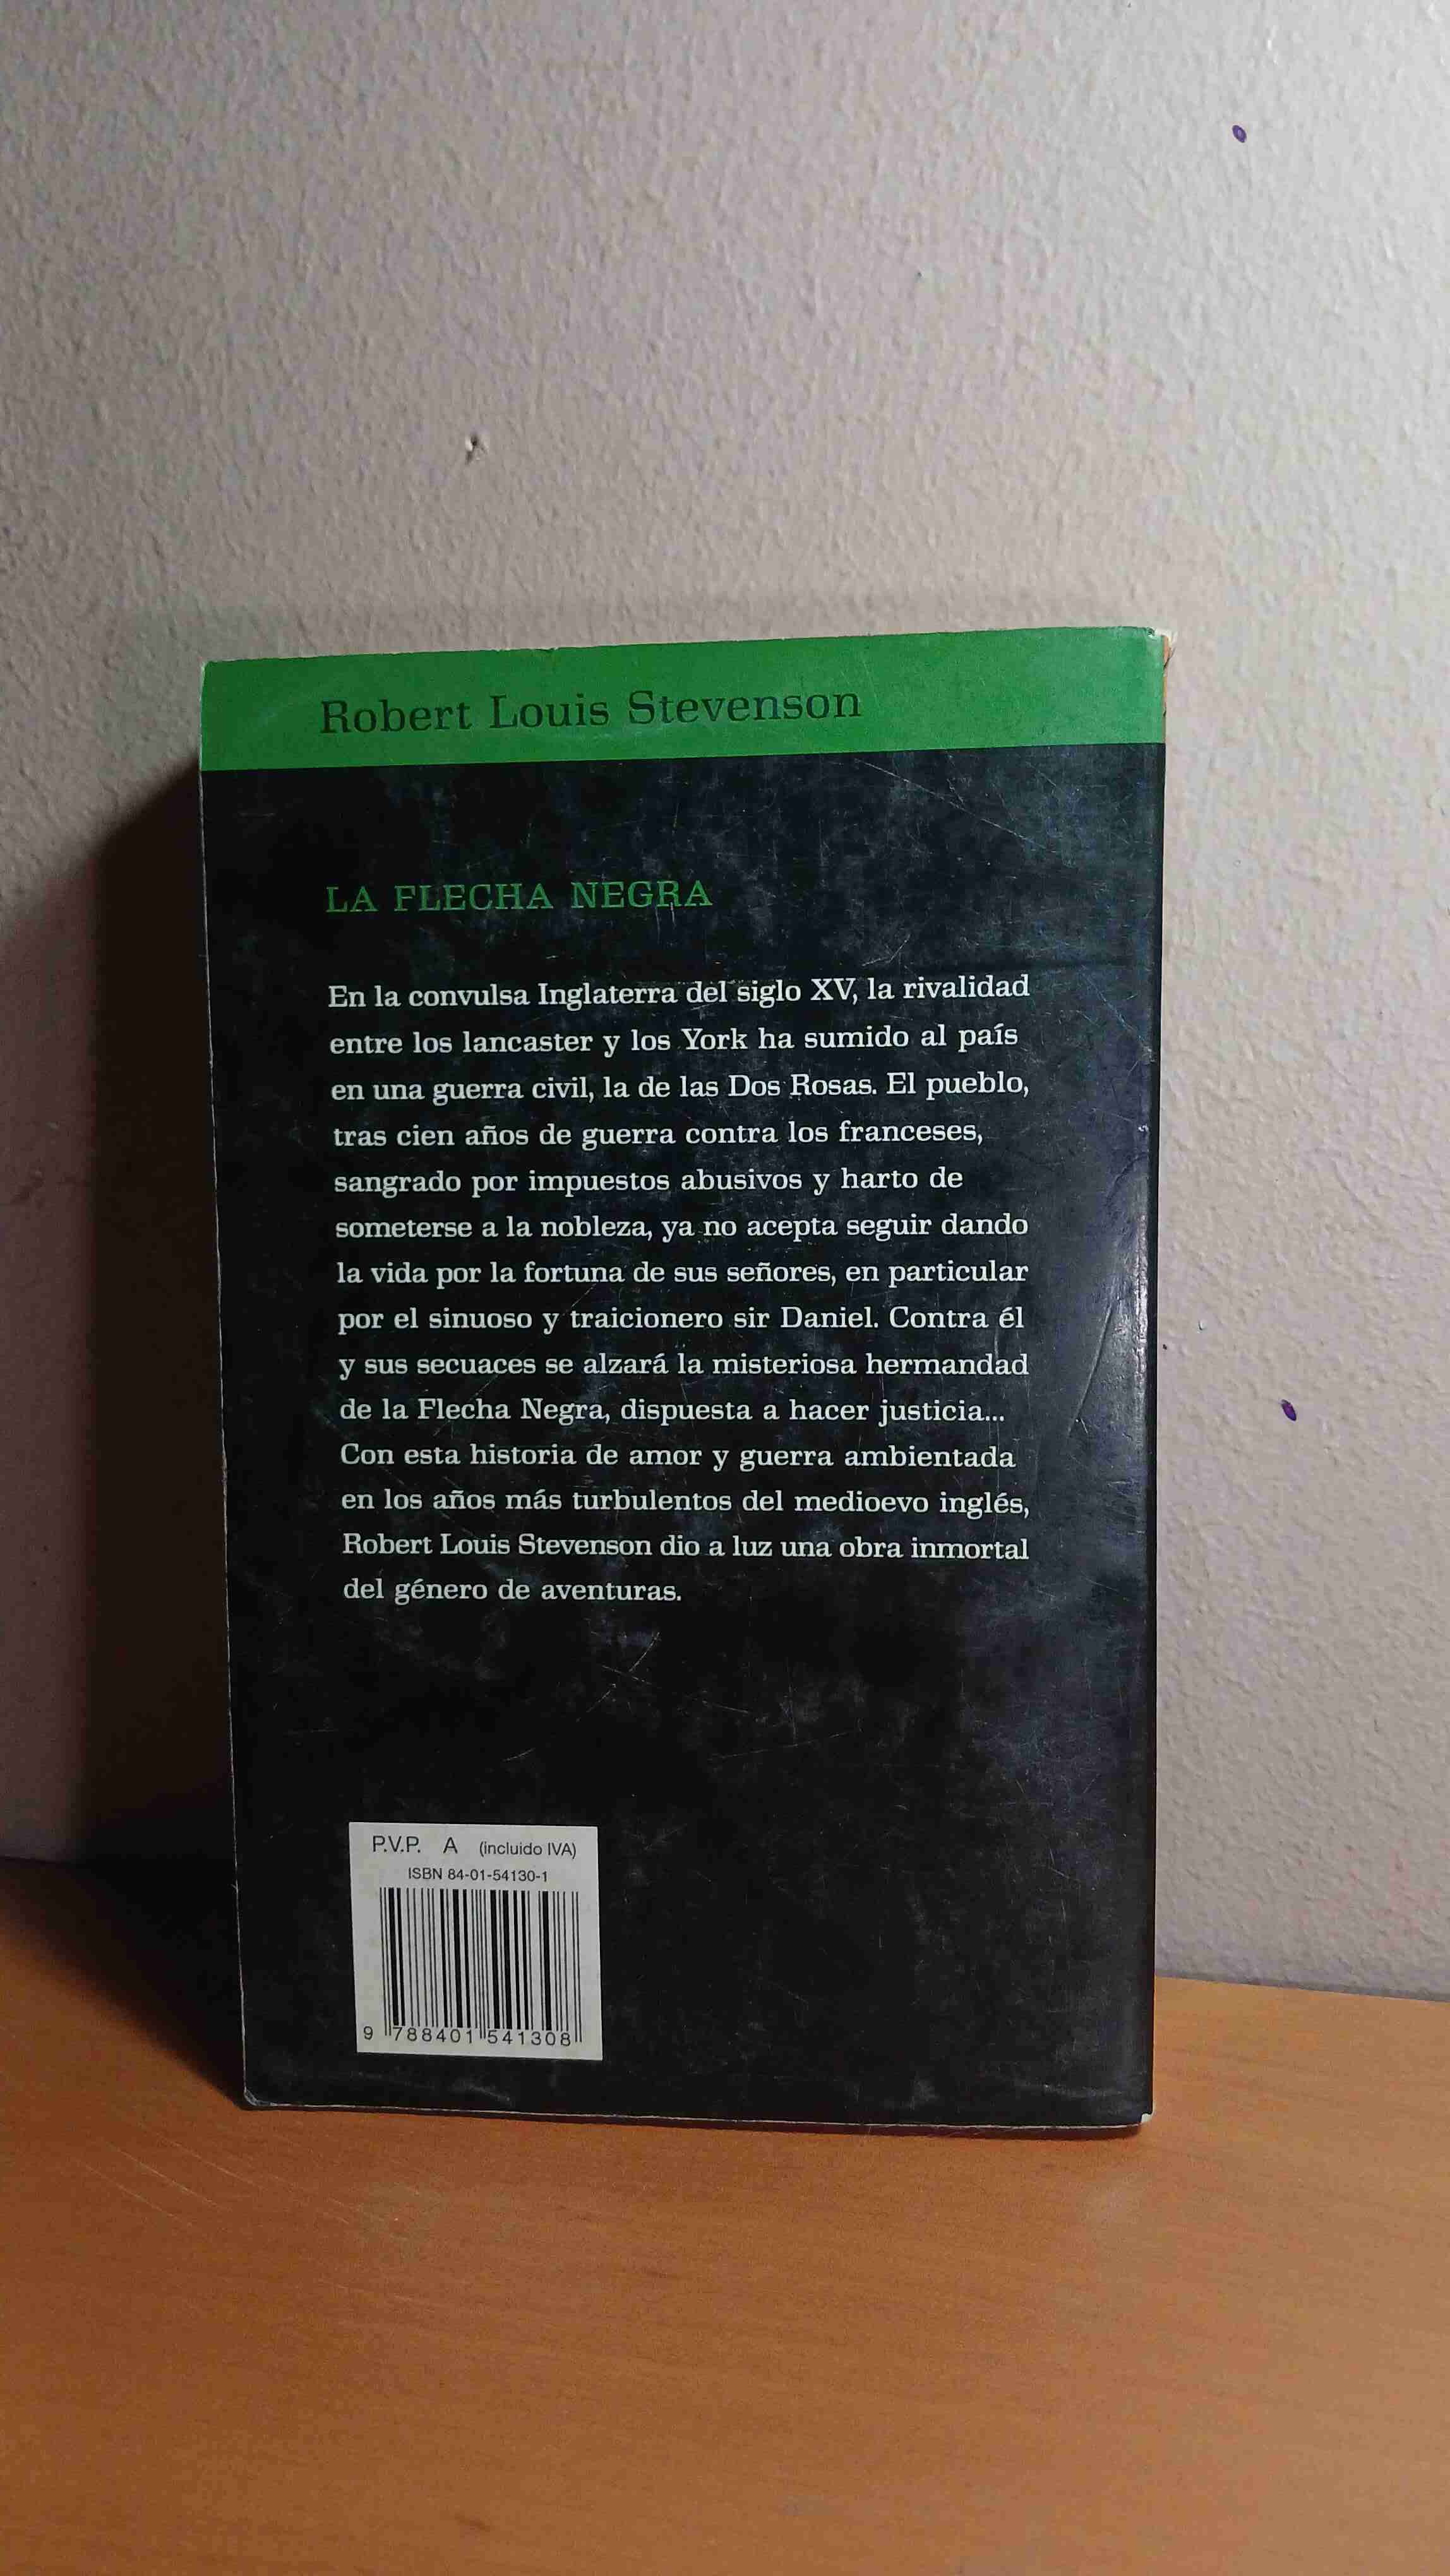 Robert Louis Stevenson
LA FLECHA NEGRA
En la convulsa Inglaterra del siglo XV, la rivalidad
entre los lancaster y los York ha sumido al país
en una guerra civil, la de las Dos Rosas. El pueblo,
tras cien años de guerra contra los franceses,
sangrado por impuestos abusivos y harto de
someterse a la nobleza, ya no acepta seguir dando
la vida por la fortuna de sus señores, en particular
por el sinuoso y traicionero sir Daniel. Contra él
y sus secuaces se alzará la misteriosa hermandad
de la Flecha Negra, dispuesta a hacer justicia...
Con esta historia de amor y guerra ambientada
en los años más turbulentos del medioevo inglés,
Robert Louis Stevenson dio a luz una obra inmortal
del género de aventuras.
P.V.P. A (incluido IVA)
ISBN 84-01-54130-1
9 788401 541308